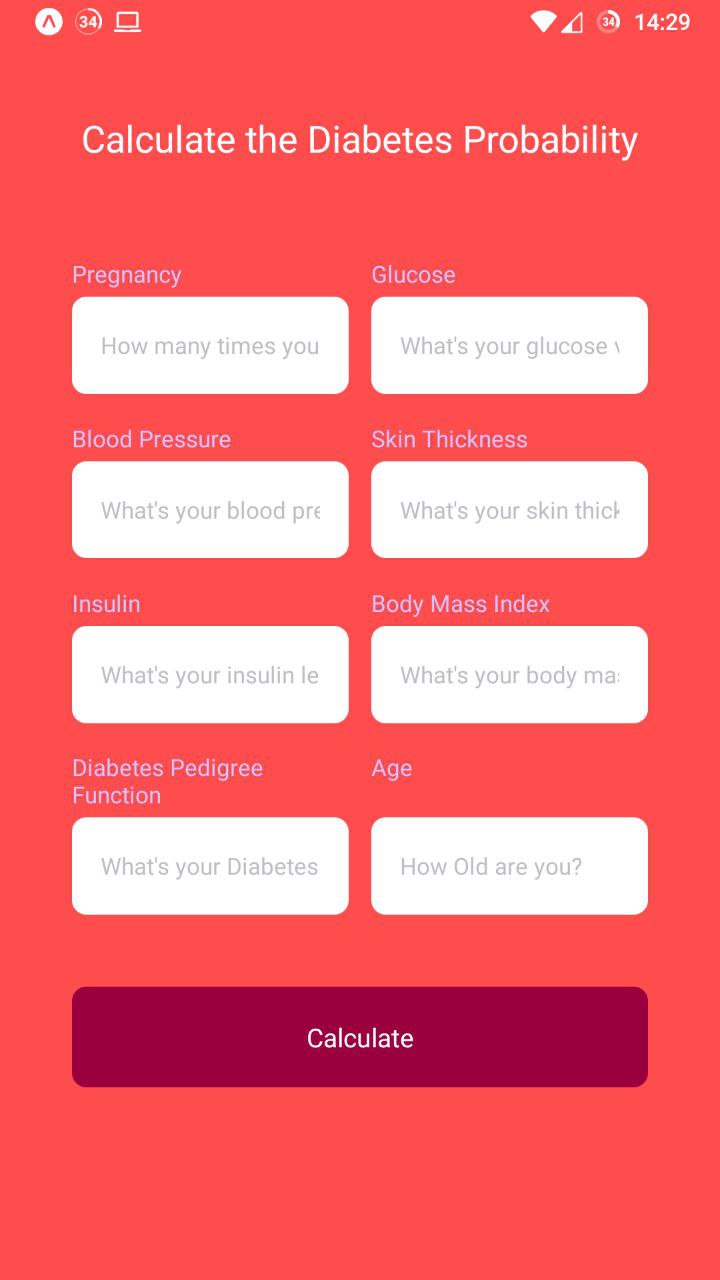 34 34 14:29
Calculate the Diabetes Probability
Pregnancy Glucose
How many times you What's your glucose
Blood Pressure Skin Thickness
What's your blood pre What's your skin thick
Insulin Body Mass Index
What's your insulin le What's your body mas
Diabetes Pedigree Age
Function
What's your Diabetes How Old are you?
Calculate